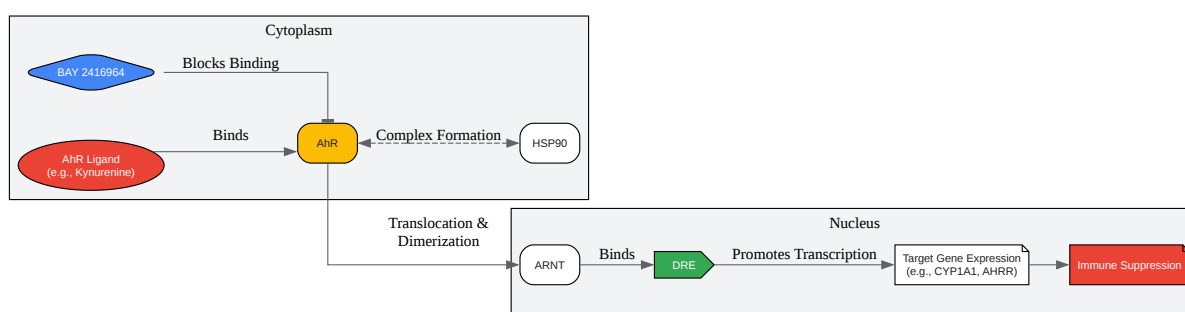 Cytoplasm
BAY 2416964
Blocks Binding
Binds
AhR
Complex Formation
HSP90
AhR Ligand
(e.g., Kynurenine)
Translocation &
Dimerization
Nucleus
ARNT
Binds
DRE
Promotes Transcription
Target Gene Expression
(e.g., CYP1A1, AHRR)
Immune Suppression